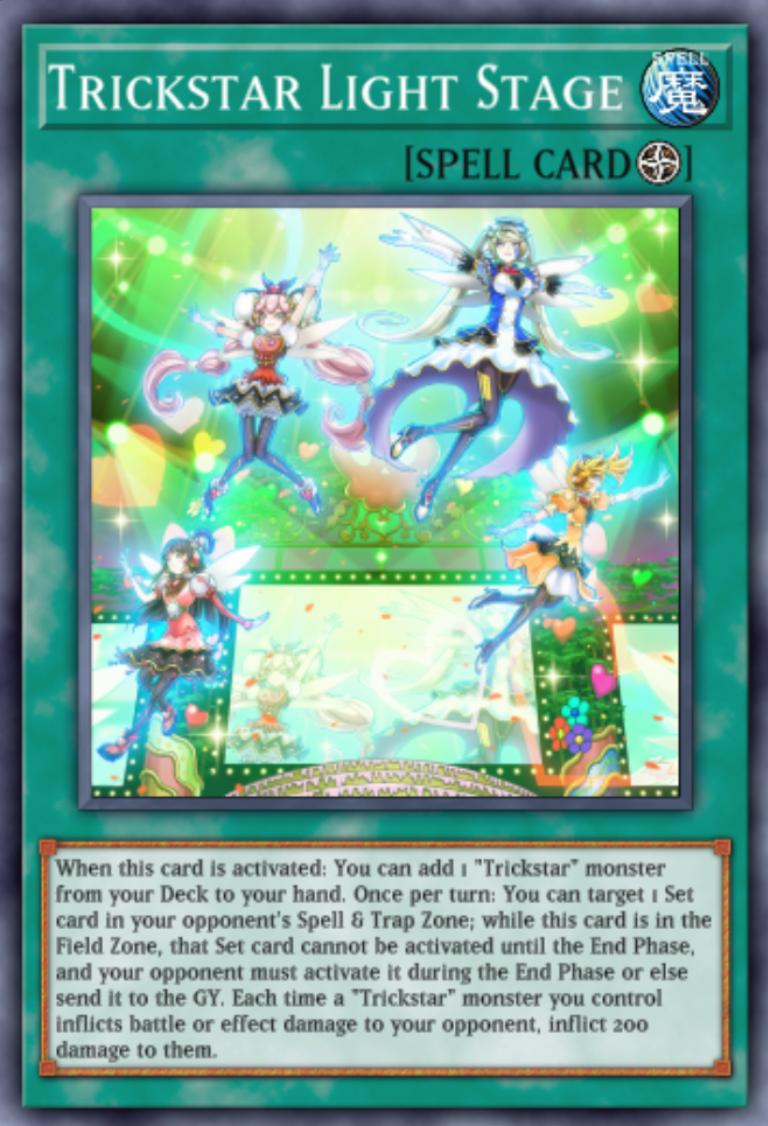 Trickstar Light Stage
SPELL
魔
[SPELL CARD]
When this card is activated: You can add 1 "Trickstar" monster
from your Deck to your hand. Once per turn: You can target 1 Set
card in your opponent's Spell & Trap Zone; while this card is in the
Field Zone, that Set card cannot be activated until the End Phase,
and your opponent must activate it during the End Phase or else
send it to the GY. Each time a "Trickstar" monster you control
inflicts battle or effect damage to your opponent, inflict 200
damage to them.